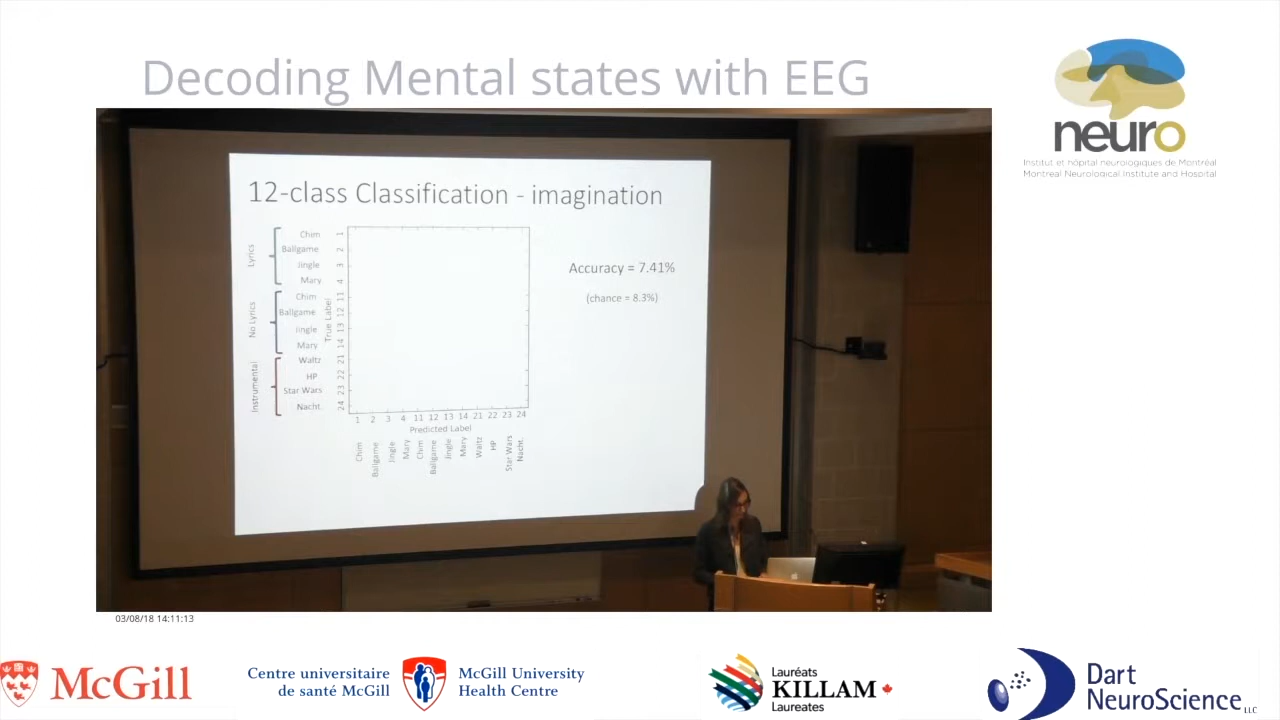 Decoding Mental states with EEG
neuro
Institut et hôpital neurologiques de Montréal
Montreal Neurological Institute and Hospital
12-class Classification - imagination
Lyrics
Chim
Ballgame
Jingle
Mary
No Lyrics
Chim
Ballgame
Jingle
Mary
Instrumental
Waltz
HP
Star Wars
Nacht.
True Label
1
2
3
4
11
12
13
14
21
22
23
24
Accuracy = 7.41%
(chance = 8.3%)
1 2 3 4 11 12 13 14 21 22 23 24
Predicted Label
Chim
Ballgame
Jingle
Mary
Chim
Ballgame
Jingle
Mary
Waltz
HP
Star Wars
Nacht.
03/08/18 14:11:13
McGill
Centre universitaire
de santé McGill
McGill University
Health Centre
Lauréats
KILLAM
Laureates
Dart
NeuroScience LLC